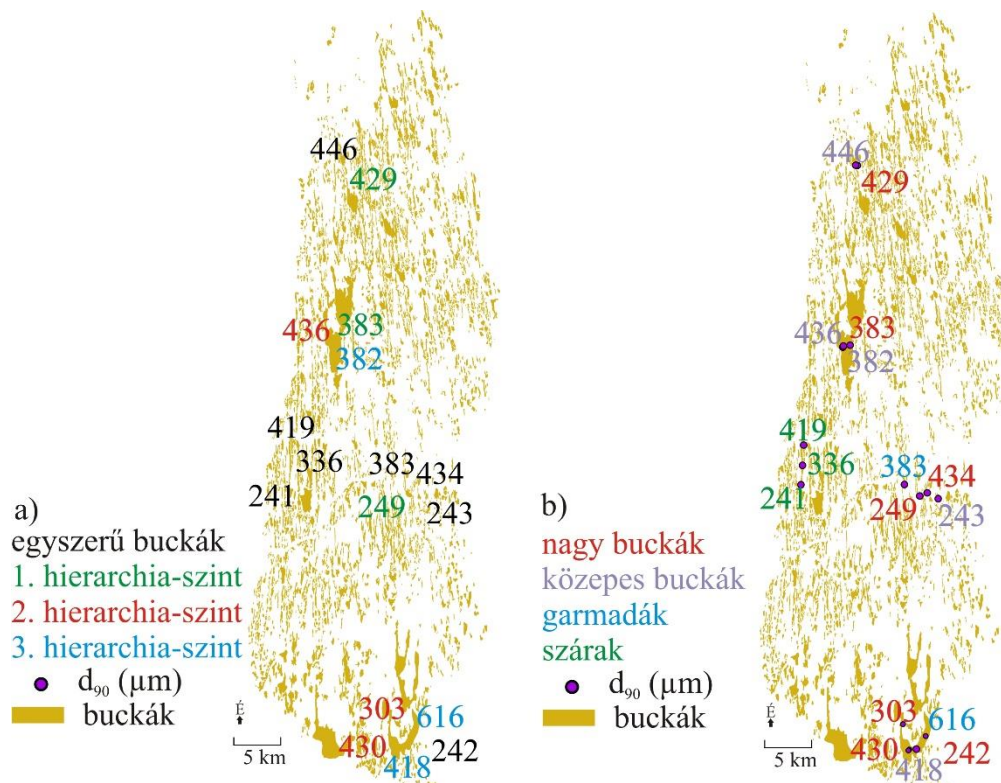 446
429
436
383
382
419
336
383
434
241
249
243
a)
egyszerű buckák
1. hierarchia-szint
2. hierarchia-szint
3. hierarchia-szint
d₉₀ (µm)
buckák
É
5 km
303
616
430
242
418
446
429
436
383
382
419
336
383
434
241
249
243
b)
nagy buckák
közepes buckák
garmadák
szárak
d₉₀ (µm)
buckák
É
5 km
303
616
430
242
418